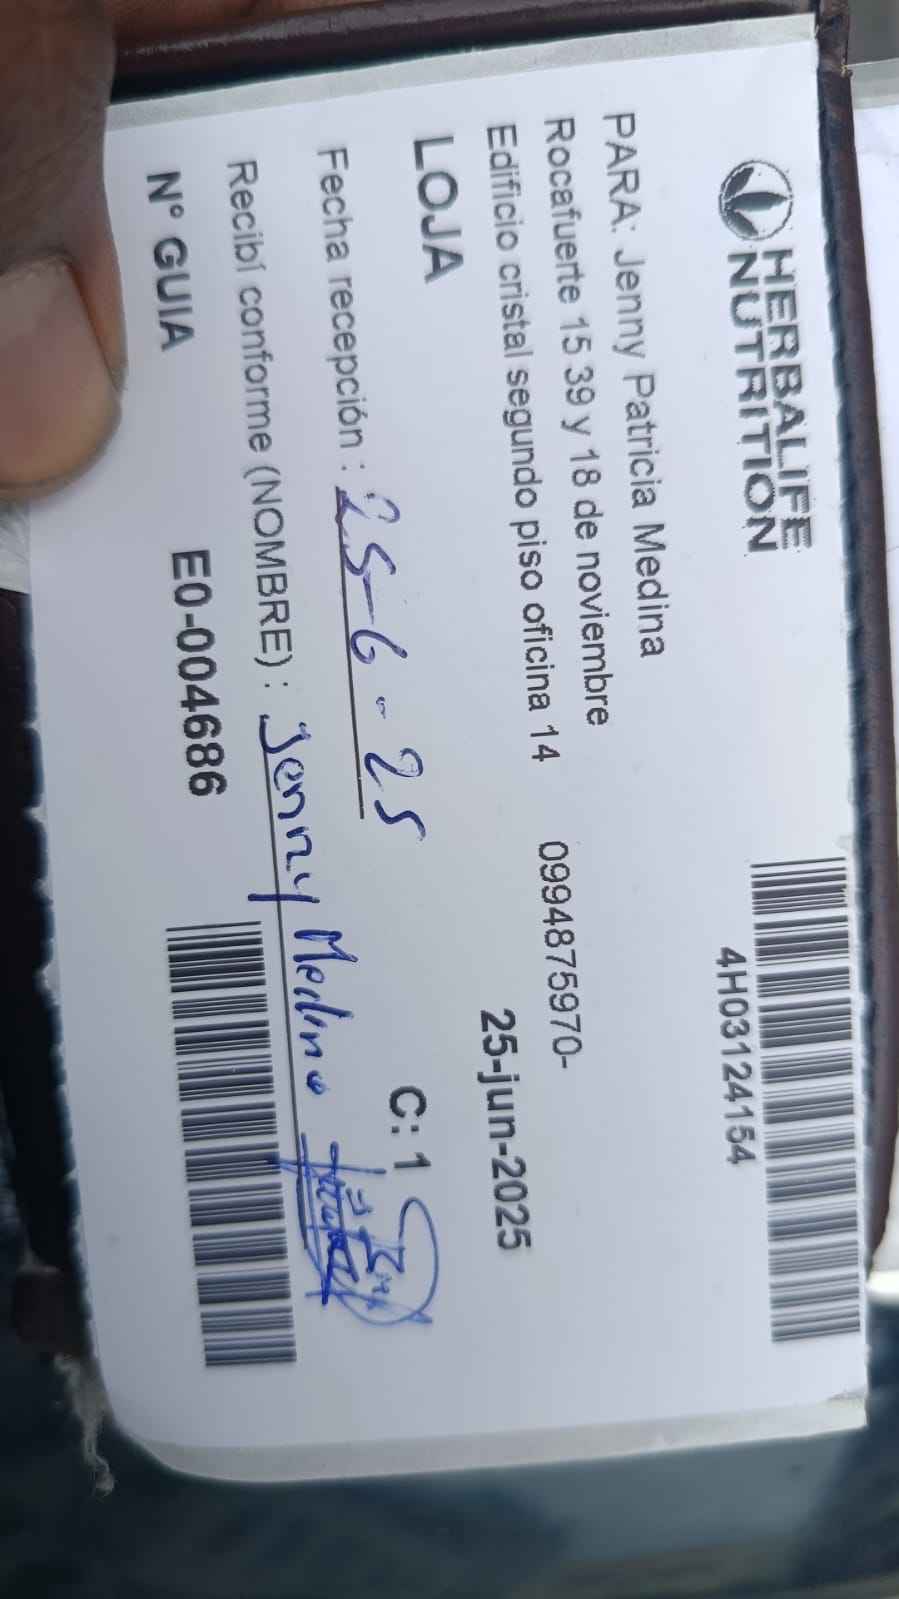 HERBALIFE
NUTRITION
4H03124154
PARA: Jenny Patricia Medina
Rocafuerte 15 39 y 18 de noviembre
Edificio cristal segundo piso oficina 14 0994875970-
LOJA 25-jun-2025
Fecha recepción : 25-6-25 C: 1
Recibí conforme (NOMBRE) : Jenny Medina
N° GUIA E0-004686